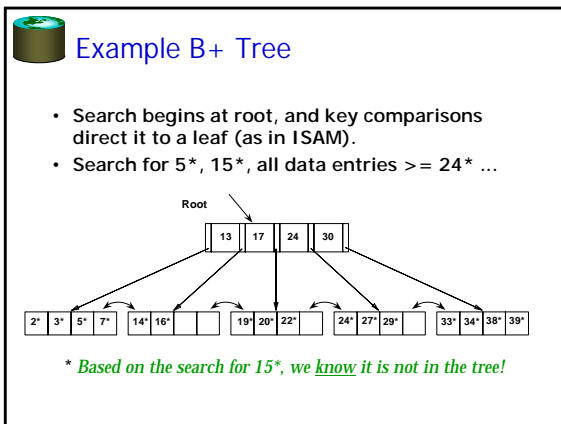 Example B+ Tree
• Search begins at root, and key comparisons
direct it to a leaf (as in ISAM).
• Search for 5*, 15*, all data entries >= 24* ...
Root
13 17 24 30
2* 3* 5* 7* 14* 16* 19* 20* 22* 24* 27* 29* 33* 34* 38* 39*
* Based on the search for 15*, we know it is not in the tree!